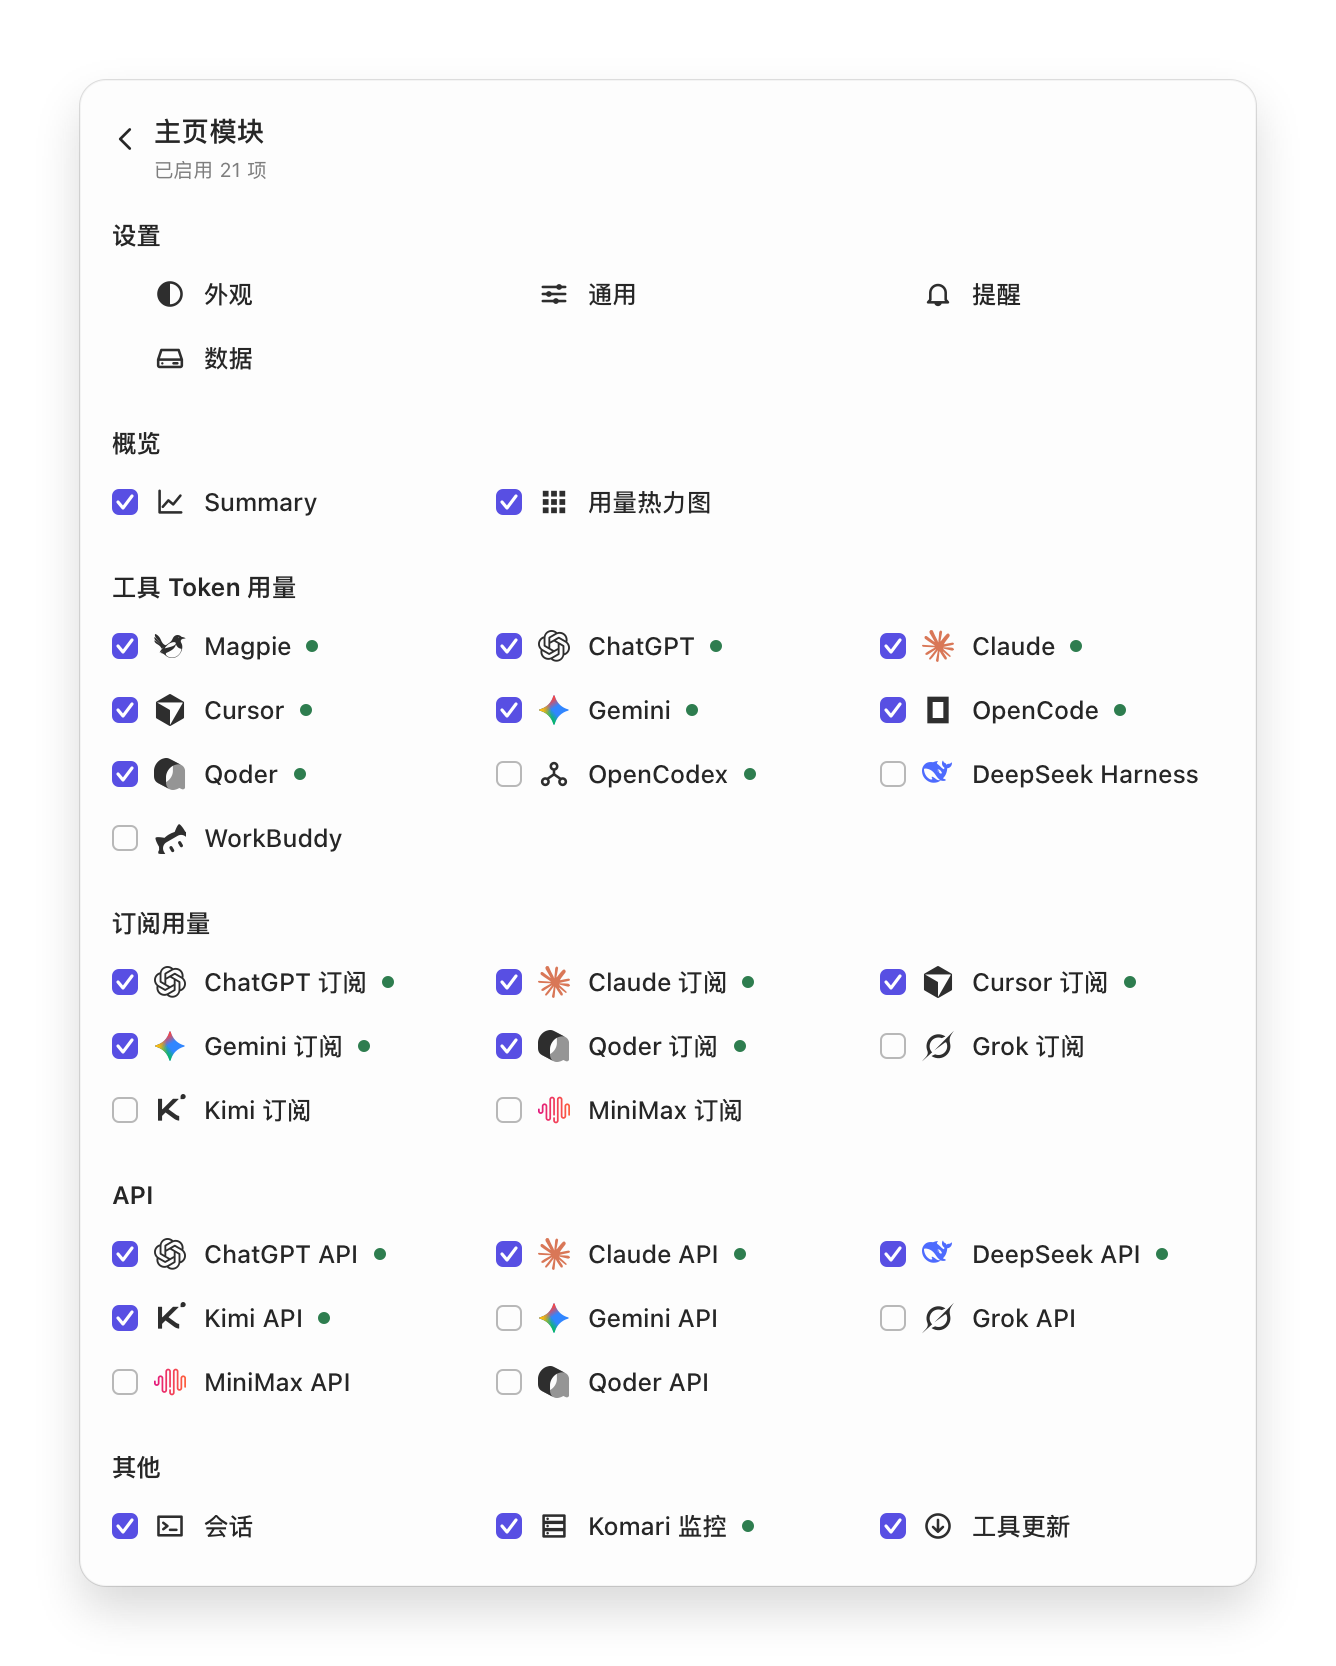 主页模块
已启用 21 项
设置
外观
通用
提醒
数据
概览
Summary
用量热力图
工具 Token 用量
Magpie
ChatGPT
Claude
Cursor
Gemini
OpenCode
Qoder
OpenCodex
DeepSeek Harness
WorkBuddy
订阅用量
ChatGPT 订阅
Claude 订阅
Cursor 订阅
Gemini 订阅
Qoder 订阅
Grok 订阅
Kimi 订阅
MiniMax 订阅
API
ChatGPT API
Claude API
DeepSeek API
Kimi API
Gemini API
Grok API
MiniMax API
Qoder API
其他
会话
Komari 监控
工具更新